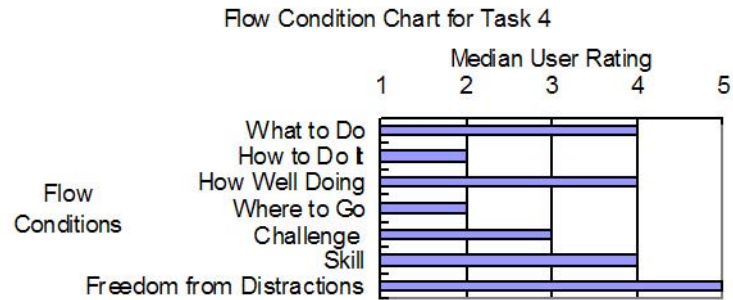 Flow Condition Chart for Task 4
Median User Rating
1 2 3 4 5
What to Do
How to Do It
How Well Doing
Where to Go
Challenge
Skill
Freedom from Distractions
Flow
Conditions